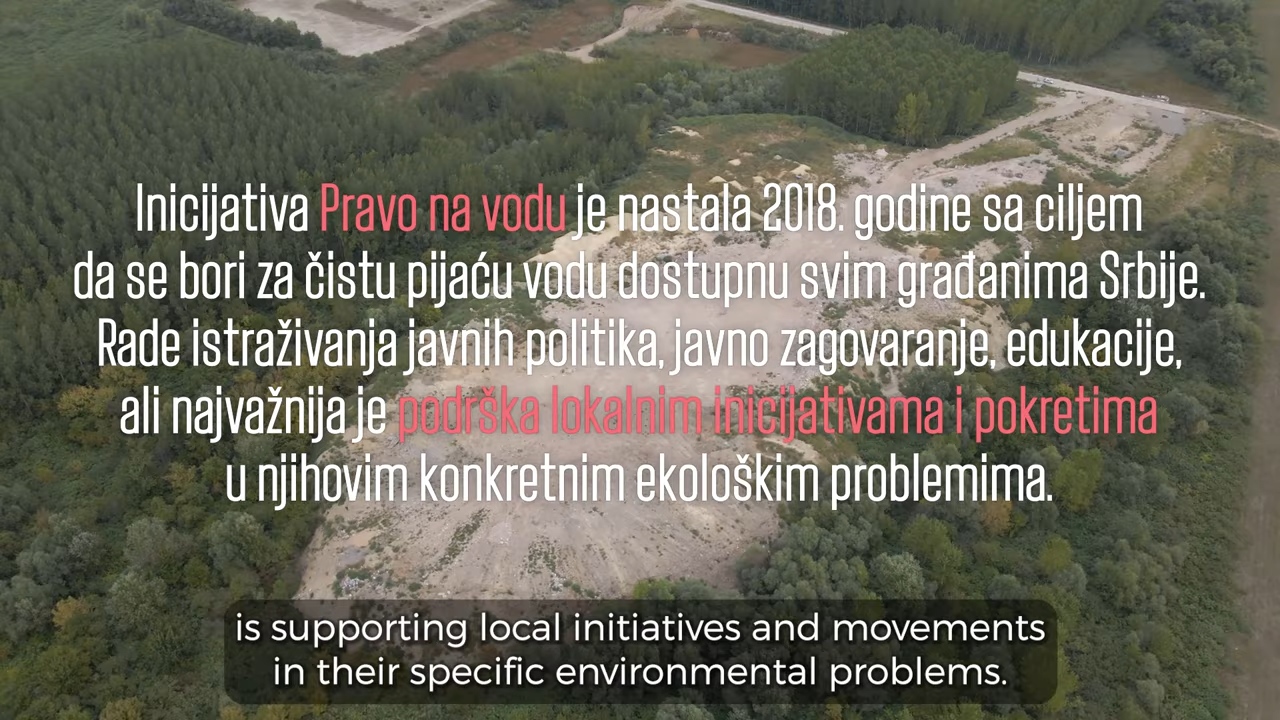 Inicijativa Pravo na vodu je nastala 2018. godine sa ciljem
da se bori za čistu pijaću vodu dostupnu svim građanima Srbije.
Rade istraživanja javnih politika, javno zagovaranje, edukacije,
ali najvažnija je podrška lokalnim inicijativama i pokretima
u njihovim konkretnim ekološkim problemima.
is supporting local initiatives and movements
in their specific environmental problems.